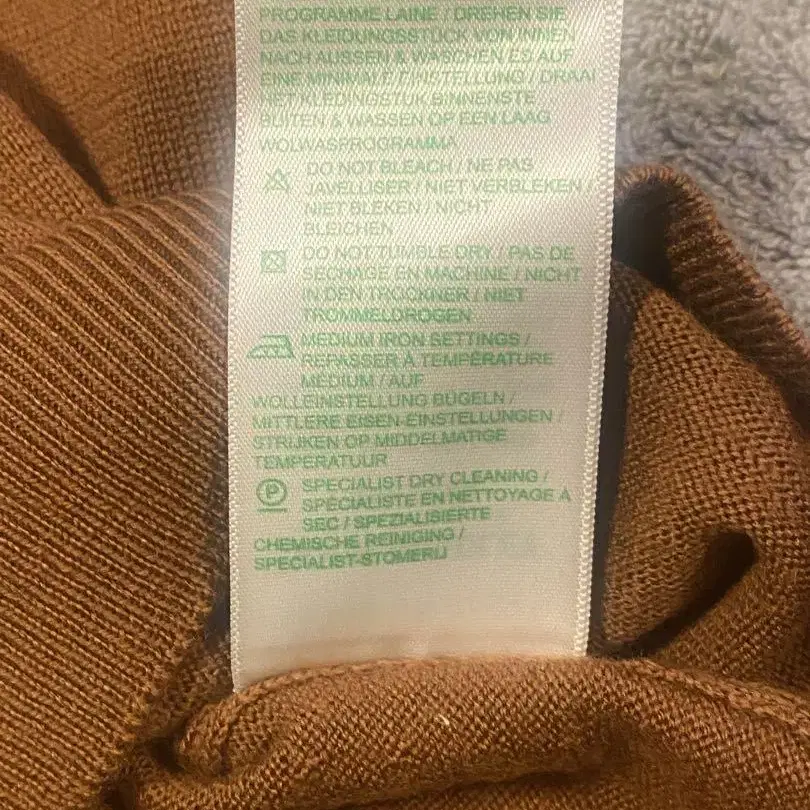 PROGRAMME LAINE / DREHEN SIE
DAS KLEIDUNGSSTÜCK VON INNEN
NACH AUSSEN & WASCHEN ES AUF
EINE MINIMALE EINSTELLUNG / DRAAI
HET KLEDINGSTUK BINNENSTE
BUITEN & WASSEN OP EEN LAAG
WOLWASPROGRAMMA
DO NOT BLEACH / NE PAS
JAVELLISER / NIET VERBLEKEN /
NIET BLEKEN / NICHT
BLEICHEN
DO NOT TUMBLE DRY / PAS DE
SÉCHAGE EN MACHINE / NICHT
IN DEN TROCKNER / NIET
TROMMELDROGEN
MEDIUM IRON SETTINGS /
REPASSER À TEMPÉRATURE
MEDIUM / AUF
WOLLEINSTELLUNG BÜGELN /
MITTLERE EISEN-EINSTELLUNGEN /
STRIJKEN OP MIDDELMATIGE
TEMPERATUUR
P SPECIALIST DRY CLEANING /
SPÉCIALISTE EN NETTOYAGE À
SEC / SPEZIALISIERTE
CHEMISCHE REINIGING /
SPECIALIST-STOMERIJ